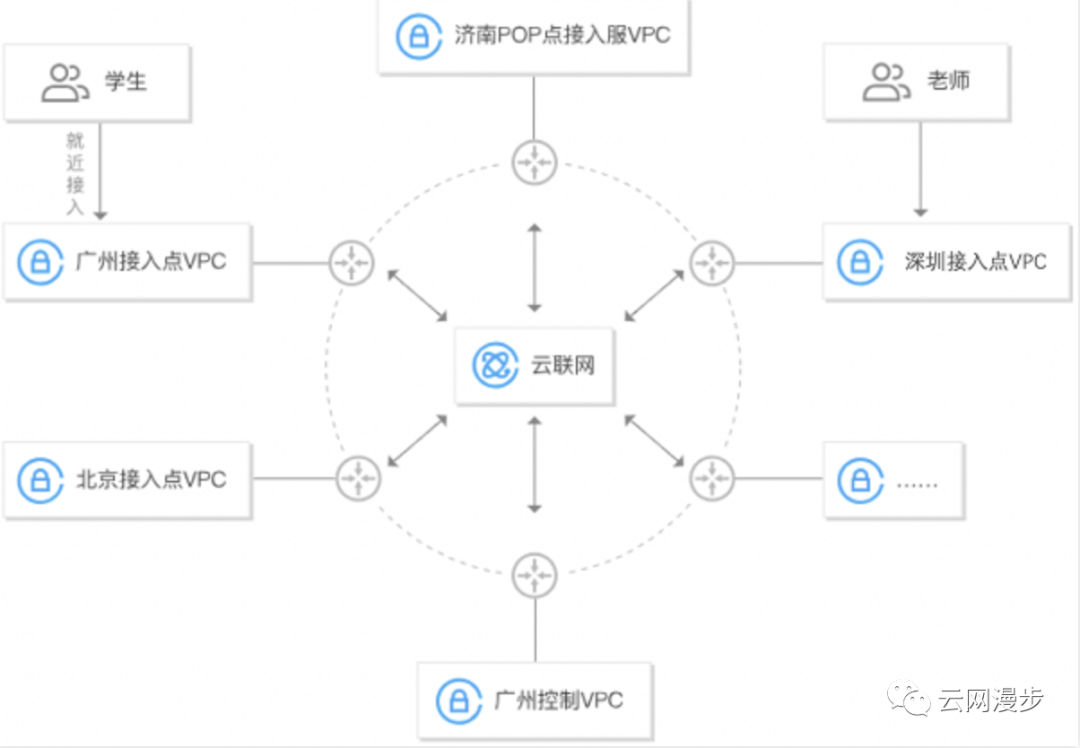 济南POP点接入服VPC
学生
老师
就近接入
广州接入点VPC
深圳接入点VPC
云联网
北京接入点VPC
......
广州控制VPC
云网漫步